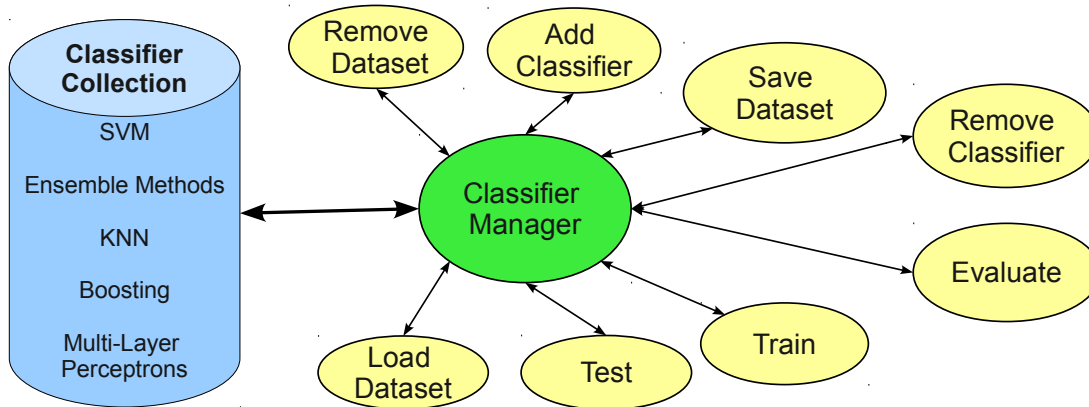 Classifier
Collection
SVM
Ensemble Methods
KNN
Boosting
Multi-Layer
Perceptrons
Remove
Dataset
Add
Classifier
Save
Dataset
Remove
Classifier
Classifier
Manager
Evaluate
Train
Test
Load
Dataset